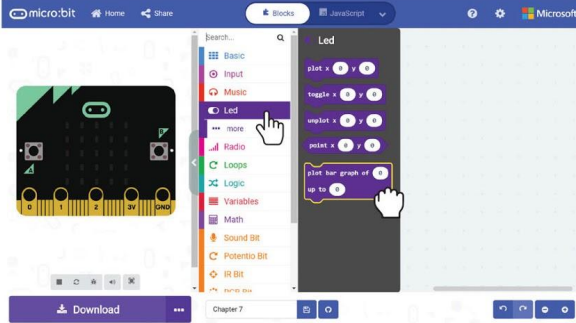 micro:bit Home Share Blocks JavaScript Microsoft
Search...
Basic
Input
Music
Led
more
Radio
Loops
Logic
Variables
Math
Sound Bit
Potentio Bit
IR Bit
Led
plot x 0 y 0
toggle x 0 y 0
unplot x 0 y 0
point x 0 y 0
plot bar graph of 0
up to 0
A
B
0 1 2 3V GND
Download
Chapter 7